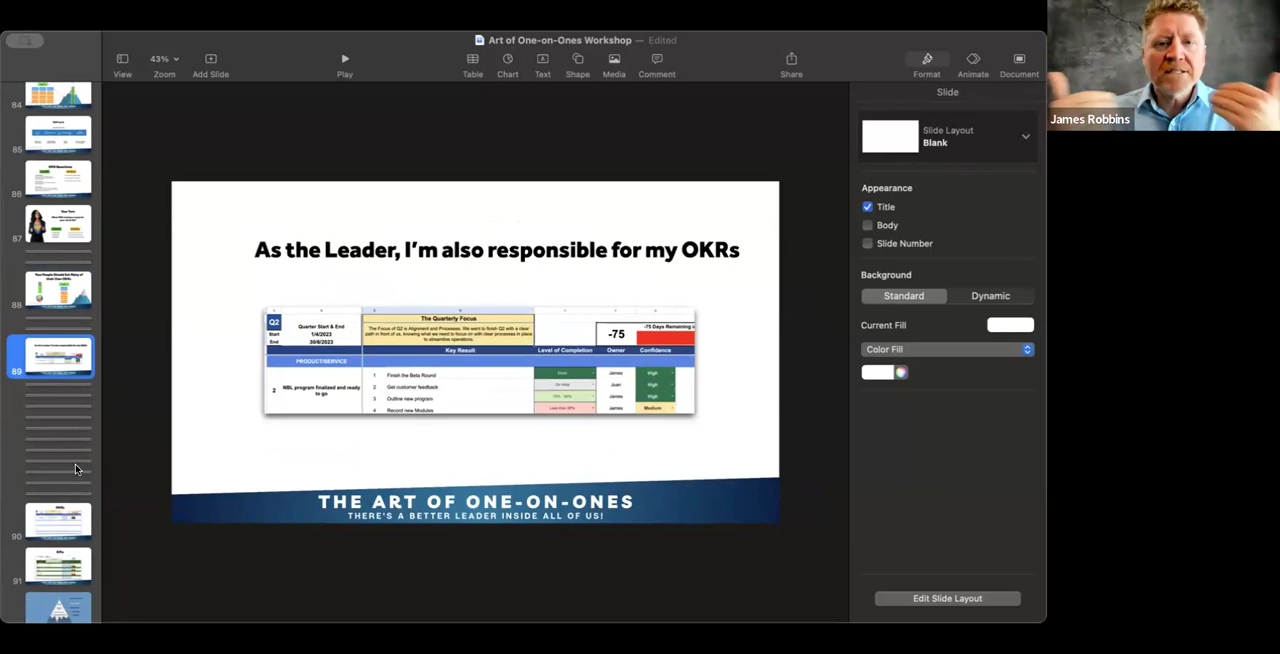 Art of One-on-Ones Workshop — Edited
43%
View
Zoom
Add Slide
Play
Table
Chart
Text
Shape
Media
Comment
Share
Format
Animate
Document
James Robbins
84
85
86
87
88
89
90
91
OKRs
KPIs
As the Leader, I'm also responsible for my OKRs
Q2
Quarter Start & End
The Quarterly Focus
Start
1/4/2023
End
30/6/2023
The Focus of Q2 is Alignment and Processes. We want to finish Q2 with a clear
path in front of us, knowing what we need to focus on with clear processes in place
to streamline operations.
-75
-75 Days Remaining
Key Result
Level of Completion
Owner
Confidence
PRODUCT/SERVICE
2
NBL program finalized and ready
to go
1 Finish the Beta Round
Done
James
High
2 Get customer feedback
On Hold
Juan
High
3 Outline new program
James
High
4 Record new Modules
James
Medium
THE ART OF ONE-ON-ONES
THERE'S A BETTER LEADER INSIDE ALL OF US!
Slide
Slide Layout
Blank
Appearance
Title
Body
Slide Number
Background
Standard
Dynamic
Current Fill
Color Fill
Edit Slide Layout